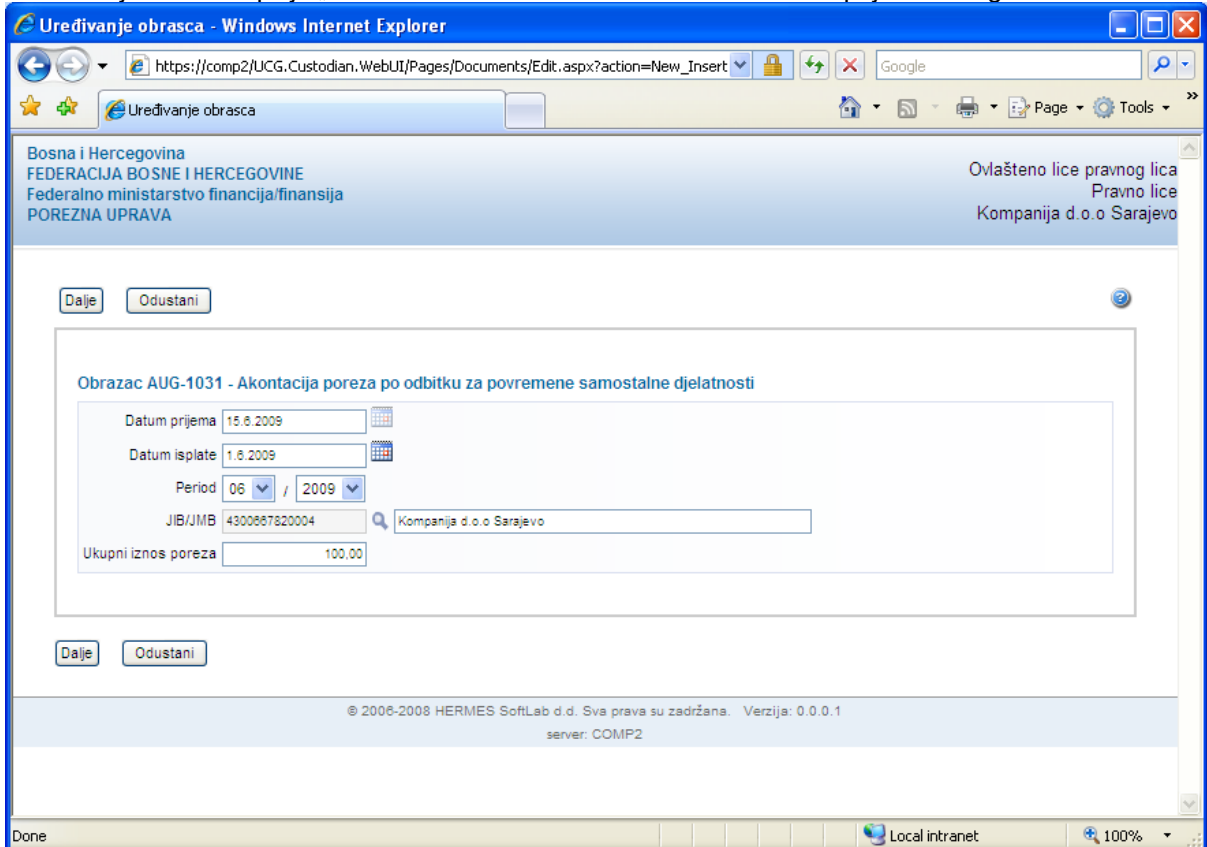 Uređivanje obrasca - Windows Internet Explorer
https://comp2/UCG.Custodian.WebUI/Pages/Documents/Edit.aspx?action=New_Insert
Google
Uređivanje obrasca
Page
Tools
Bosna i Hercegovina
FEDERACIJA BOSNE I HERCEGOVINE
Federalno ministarstvo financija/finansija
POREZNA UPRAVA
Ovlašteno lice pravnog lica
Pravno lice
Kompanija d.o.o Sarajevo
Dalje Odustani
Obrazac AUG-1031 - Akontacija poreza po odbitku za povremene samostalne djelatnosti
Datum prijema 15.6.2009
Datum isplate 1.6.2009
Period 06 / 2009
JIB/JMB 4300667820004 Kompanija d.o.o Sarajevo
Ukupni iznos poreza 100,00
Dalje Odustani
© 2006-2008 HERMES SoftLab d.d. Sva prava su zadržana. Verzija: 0.0.0.1
server: COMP2
Done Local intranet 100%